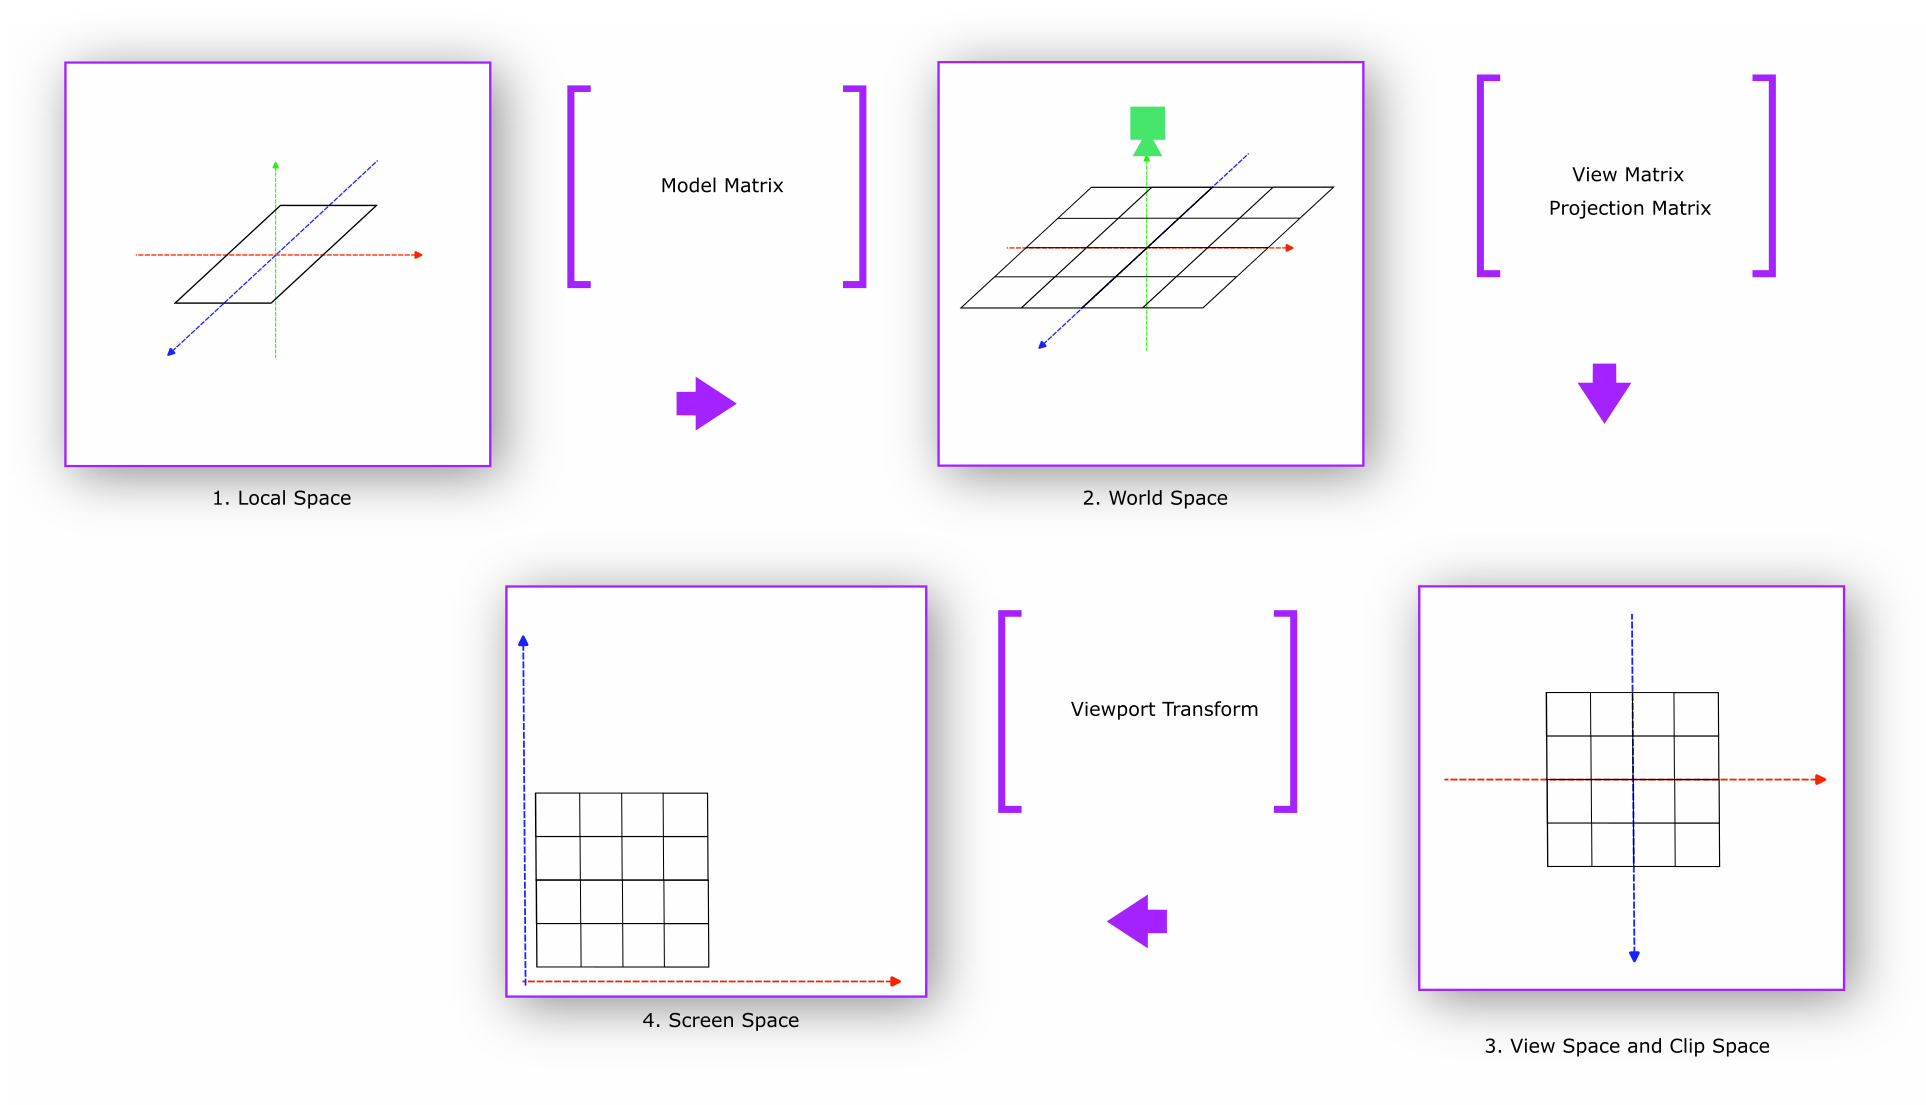 Model Matrix
View Matrix
Projection Matrix
1. Local Space
2. World Space
Viewport Transform
4. Screen Space
3. View Space and Clip Space